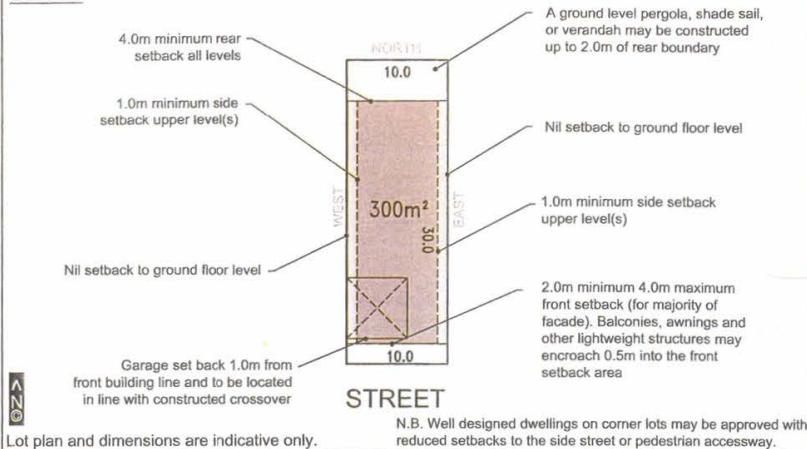 4.0m minimum rear
setback all levels
NORTH
10.0
A ground level pergola, shade sail,
or verandah may be constructed
up to 2.0m of rear boundary
1.0m minimum side
setback upper level(s)
Nil setback to ground floor level
WEST
300m²
30.0
EAST
1.0m minimum side setback
upper level(s)
Nil setback to ground floor level
2.0m minimum 4.0m maximum
front setback (for majority of
facade). Balconies, awnings and
other lightweight structures may
encroach 0.5m into the front
setback area
Garage set back 1.0m from
front building line and to be located
in line with constructed crossover
10.0
STREET
Lot plan and dimensions are indicative only.
N.B. Well designed dwellings on corner lots may be approved with
reduced setbacks to the side street or pedestrian accessway.